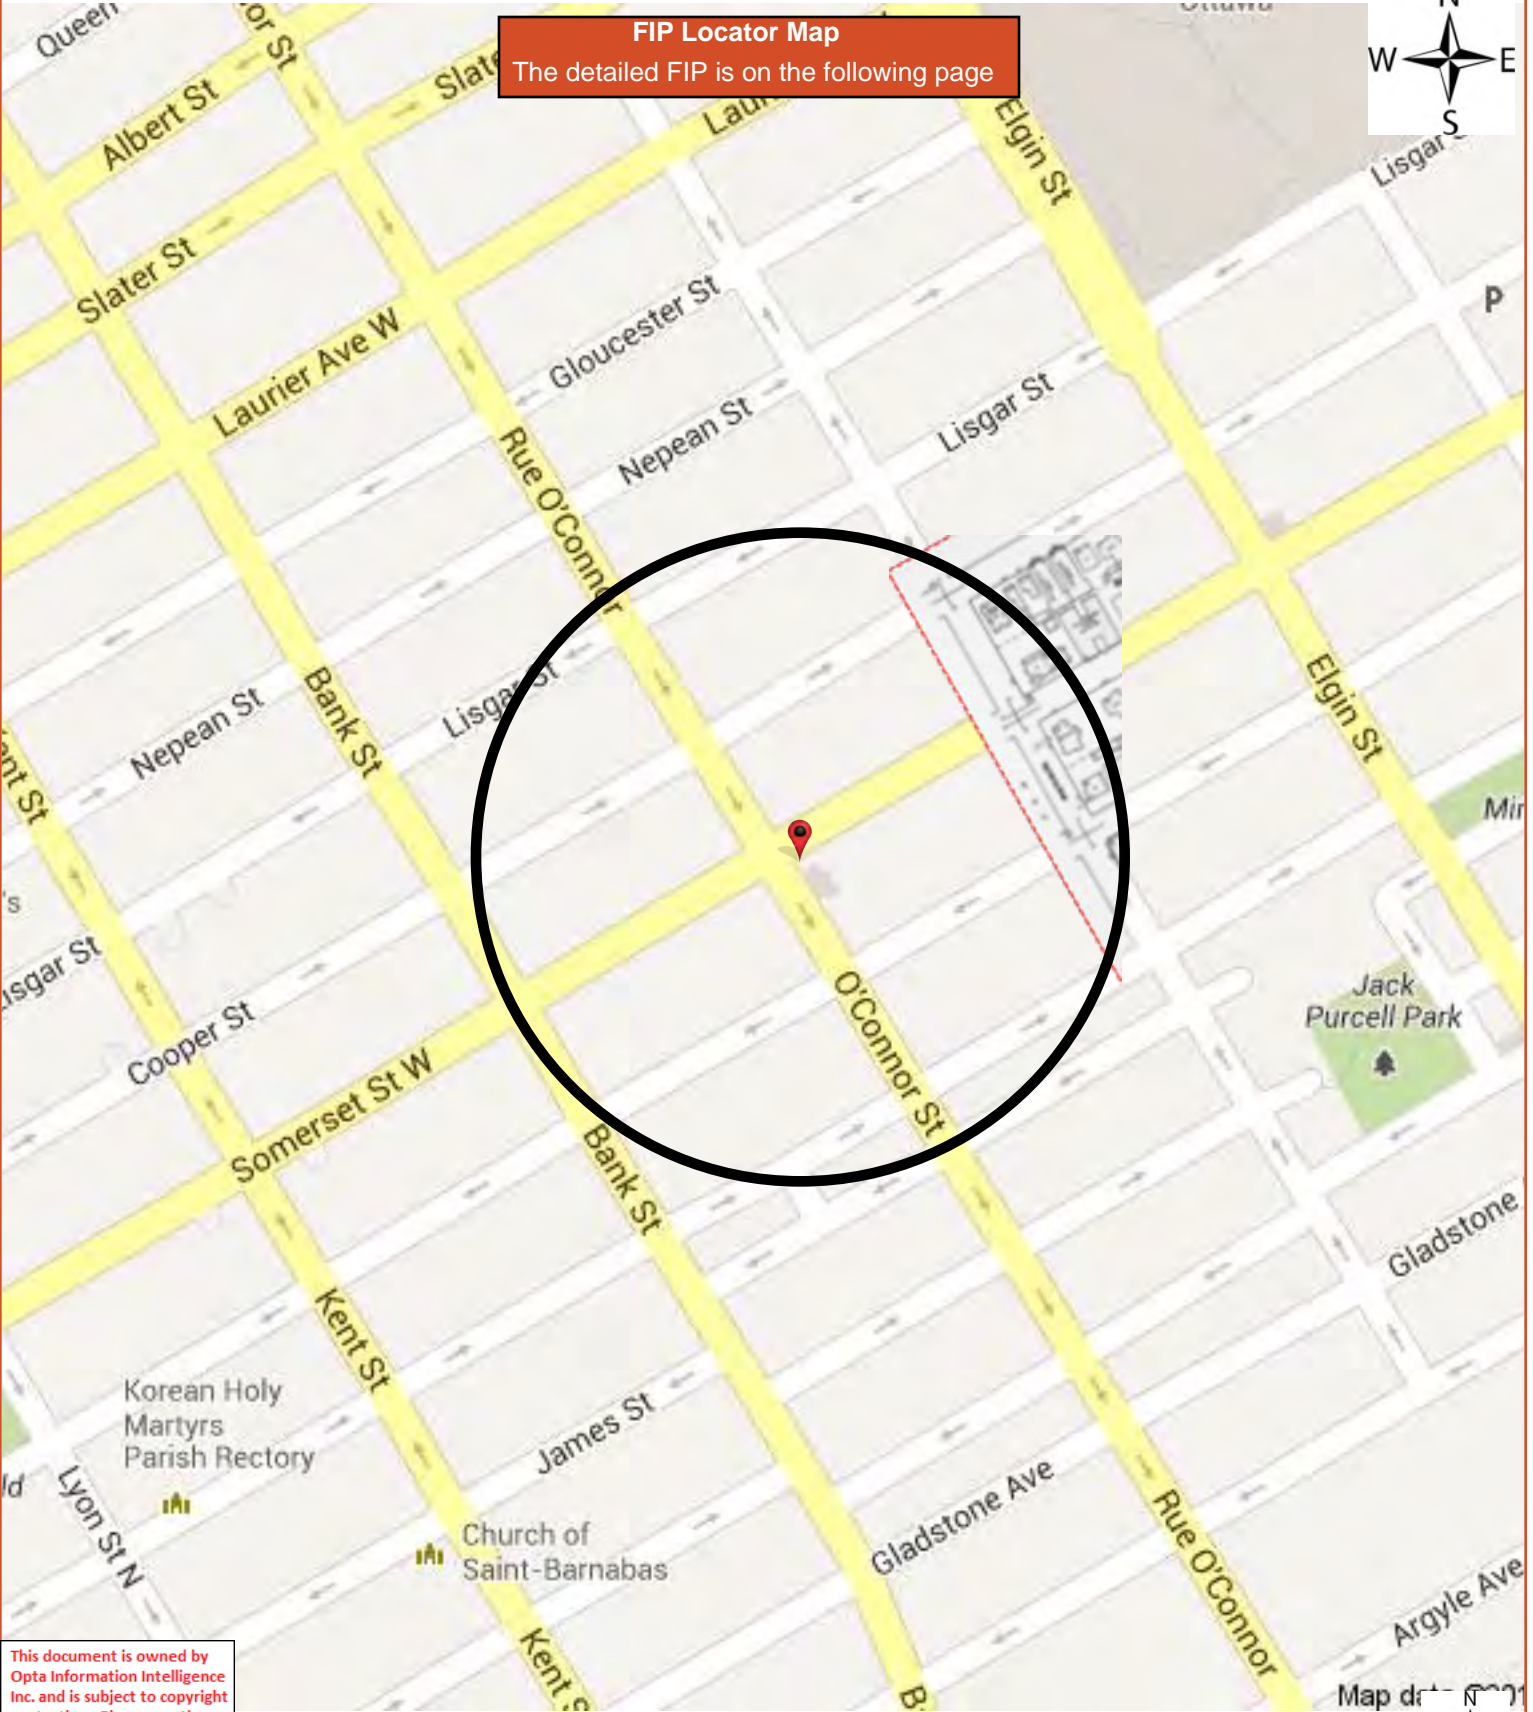 FIP Locator Map
The detailed FIP is on the following page
N
W
E
S
Queen
Albert St
Slater St
Laurier Ave W
Elgin St
Lisgar
P
Gloucester St
Nepean St
Lisgar St
Rue O'Connor
Bank St
Nepean St
Lisgar St
Elgin St
's
Cooper St
Somerset St W
O'Connor St
Jack
Purcell Park
Bank St
Gladstone
Kent St
Korean Holy
Martyrs
Parish Rectory
James St
Lyon St N
Church of
Saint-Barnabas
Gladstone Ave
Rue O'Connor
Argyle Ave
Kent S
This document is owned by
Opta Information Intelligence
Inc. and is subject to copyright
N